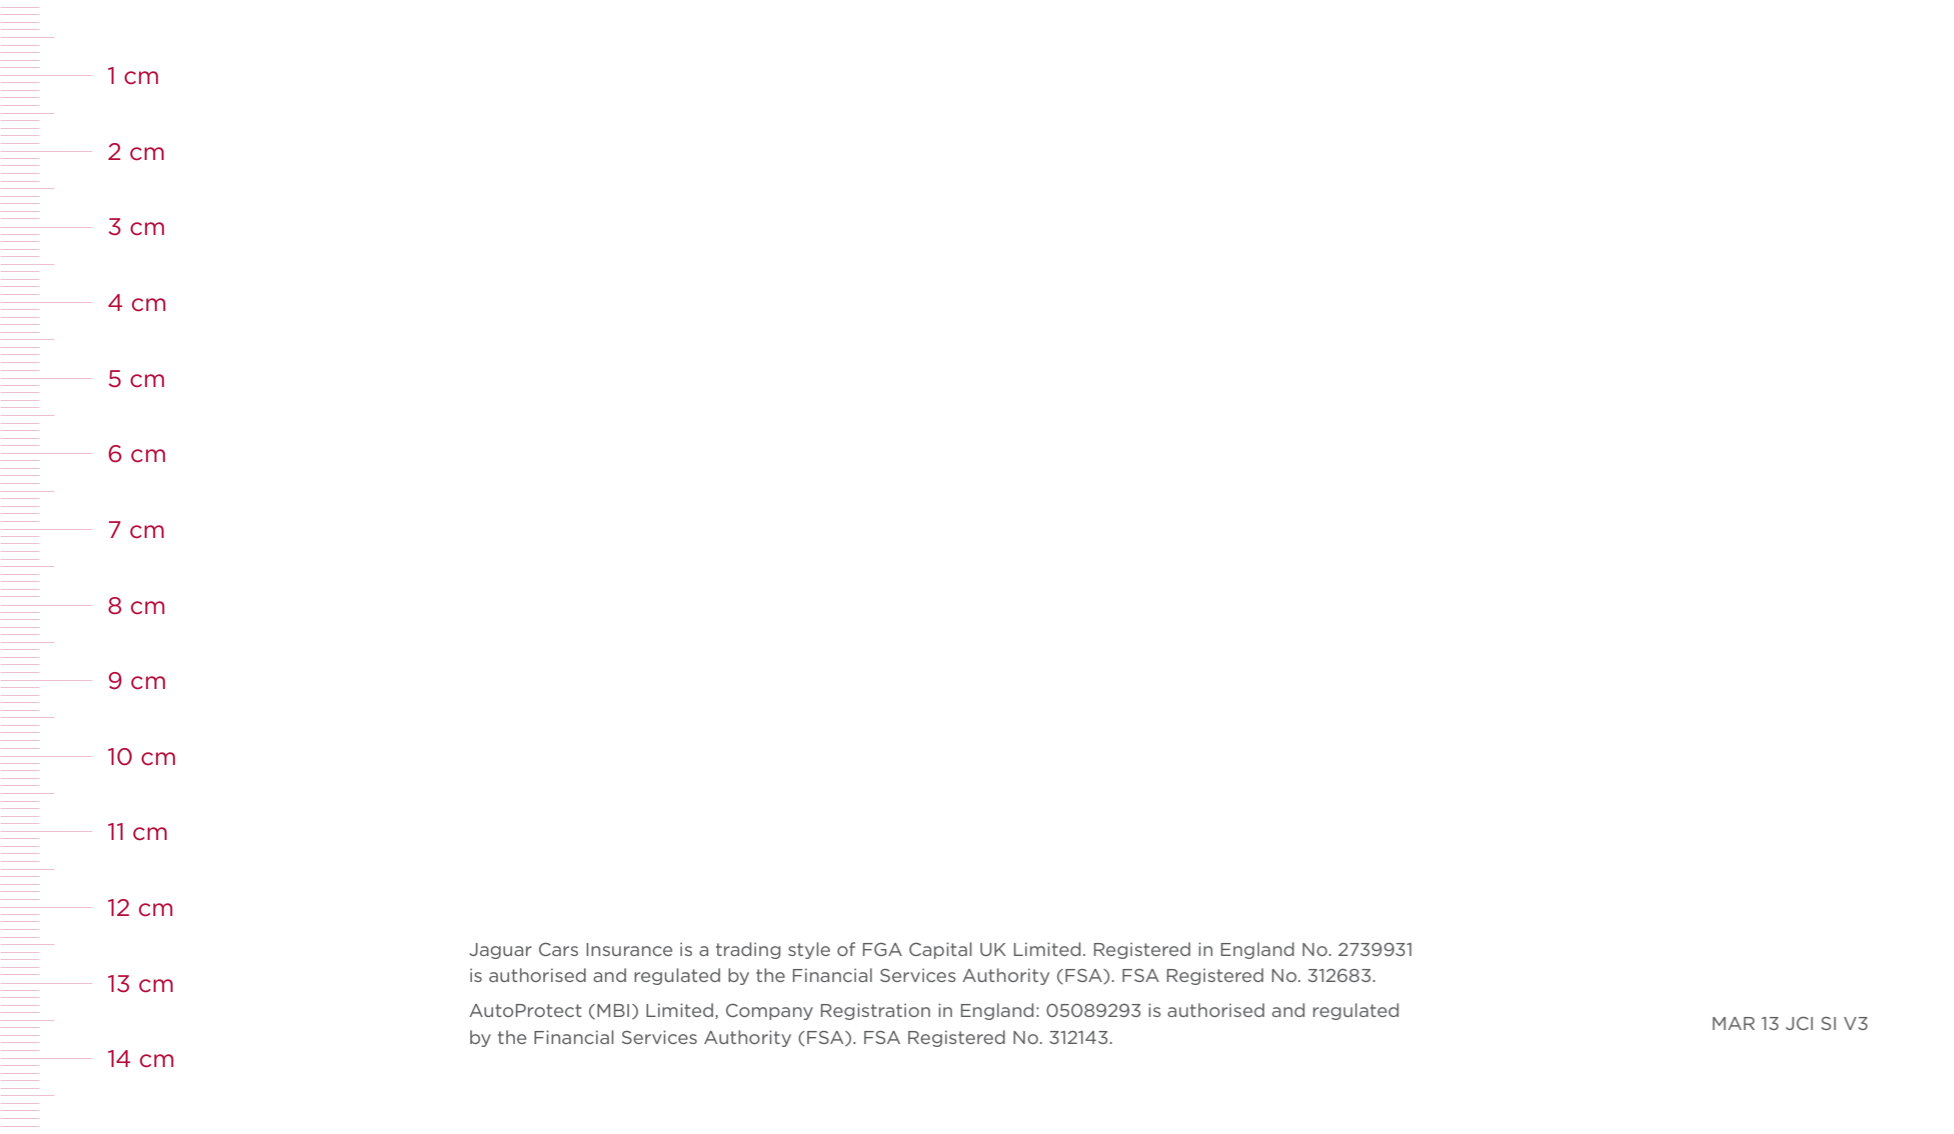 1 cm
2 cm
3 cm
4 cm
5 cm
6 cm
7 cm
8 cm
9 cm
10 cm
11 cm
12 cm
13 cm
14 cm
Jaguar Cars Insurance is a trading style of FGA Capital UK Limited. Registered in England No. 2739931
is authorised and regulated by the Financial Services Authority (FSA). FSA Registered No. 312683.
AutoProtect (MBI) Limited, Company Registration in England: 05089293 is authorised and regulated
by the Financial Services Authority (FSA). FSA Registered No. 312143.
MAR 13 JCI SI V3